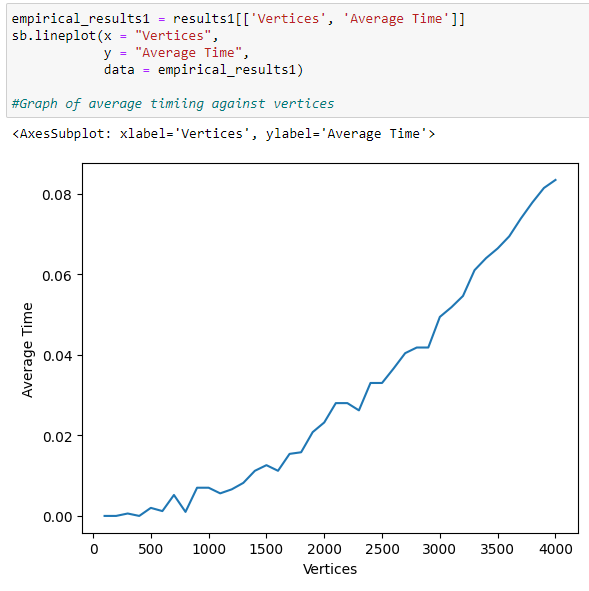 empirical_results1 = results1[['Vertices', 'Average Time']]
sb.lineplot(x = "Vertices",
            y = "Average Time",
            data = empirical_results1)
#Graph of average timiing against vertices
<AxesSubplot: xlabel='Vertices', ylabel='Average Time'>
0.08
0.06
0.04
0.02
0.00
Average Time
0 500 1000 1500 2000 2500 3000 3500 4000
Vertices